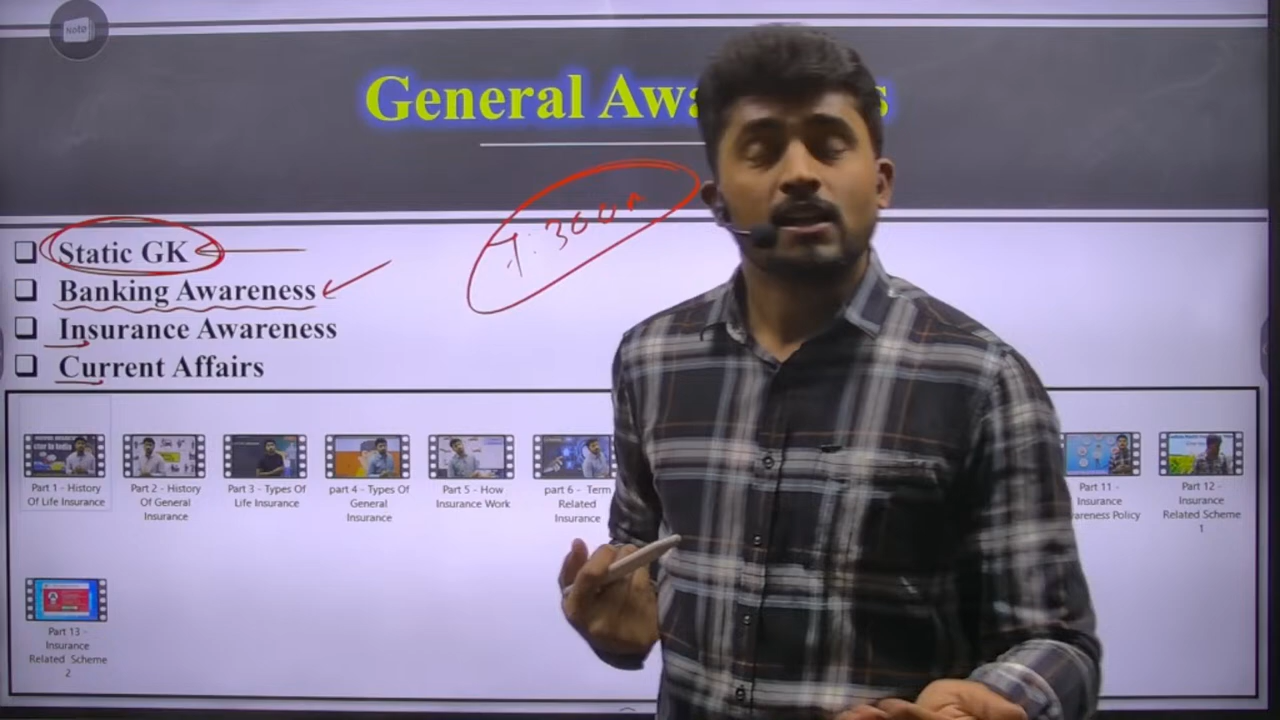 Note
General Awa
s
Static GK
Banking Awareness
Insurance Awareness
Current Affairs
Part 1 - History Of Life Insurance
Part 2 - History Of General Insurance
Part 3 - Types Of Life Insurance
part 4 - Types Of General Insurance
Part 5 - How Insurance Work
part 6 - Term Related Insurance
Part 11 - Insurance areness Policy
Part 12 - Insurance Related Scheme 1
Part 13 - Insurance Related Scheme 2